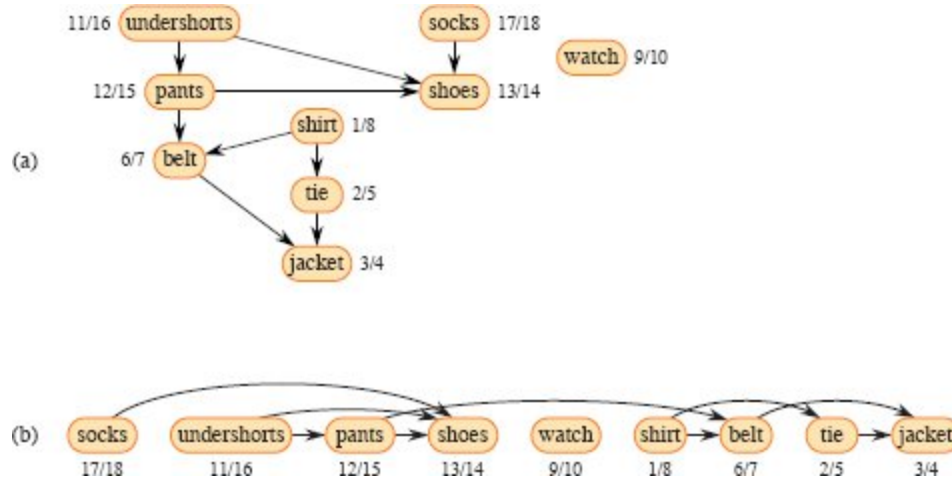 11/16 undershorts socks 17/18
watch 9/10
12/15 pants shoes 13/14
shirt 1/8
(a) 6/7 belt
tie 2/5
jacket 3/4
(b) socks undershorts pants shoes watch shirt belt tie jacket
17/18 11/16 12/15 13/14 9/10 1/8 6/7 2/5 3/4